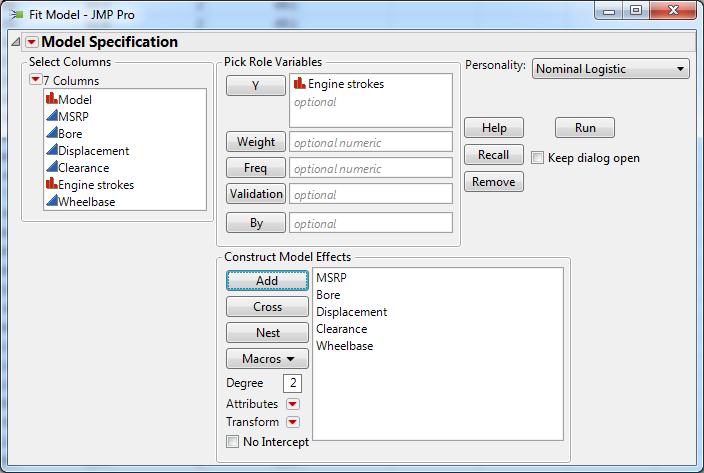 Fit Model - JMP Pro
Model Specification
Select Columns
7 Columns
Model
MSRP
Bore
Displacement
Clearance
Engine strokes
Wheelbase
Pick Role Variables
Y
Engine strokes
optional
Weight
optional numeric
Freq
optional numeric
Validation
optional
By
optional
Personality:
Nominal Logistic
Help
Run
Recall
Keep dialog open
Remove
Construct Model Effects
Add
Cross
Nest
Macros
Degree
2
Attributes
Transform
No Intercept
MSRP
Bore
Displacement
Clearance
Wheelbase